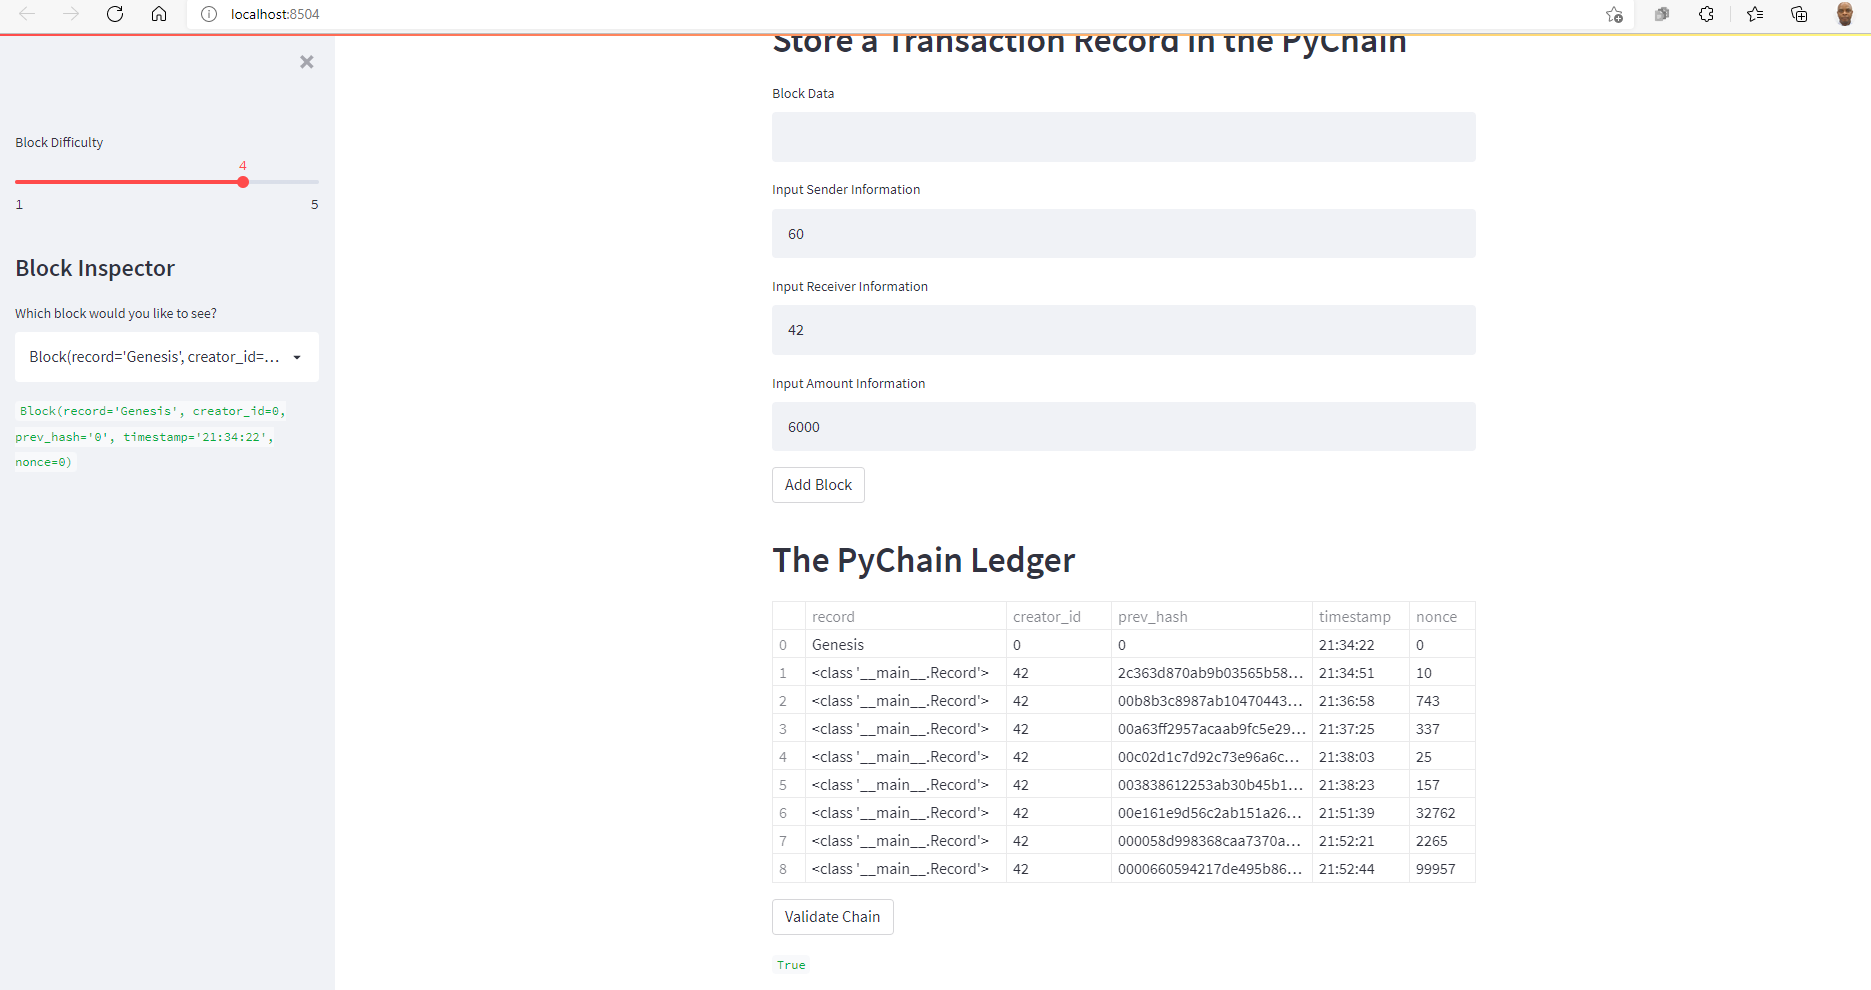 localhost:8504
Block Difficulty
4
1 5
Block Inspector
Which block would you like to see?
Block(record='Genesis', creator_id=...
Block(record='Genesis', creator_id=0,
prev_hash='0', timestamp='21:34:22',
nonce=0)
Store a Transaction Record in the PyChain
Block Data
Input Sender Information
60
Input Receiver Information
42
Input Amount Information
6000
Add Block
The PyChain Ledger
record creator_id prev_hash timestamp nonce
0 Genesis 0 0 21:34:22 0
1 <class '__main__.Record'> 42 2c363d870ab9b03565b58... 21:34:51 10
2 <class '__main__.Record'> 42 00b8b3c8987ab10470443... 21:36:58 743
3 <class '__main__.Record'> 42 00a63ff2957acaab9fc5e29... 21:37:25 337
4 <class '__main__.Record'> 42 00c02d1c7d92c73e96a6c... 21:38:03 25
5 <class '__main__.Record'> 42 003838612253ab30b45b1... 21:38:23 157
6 <class '__main__.Record'> 42 00e161e9d56c2ab151a26... 21:51:39 32762
7 <class '__main__.Record'> 42 000058d998368caa7370a... 21:52:21 2265
8 <class '__main__.Record'> 42 0000660594217de495b86... 21:52:44 99957
Validate Chain
True